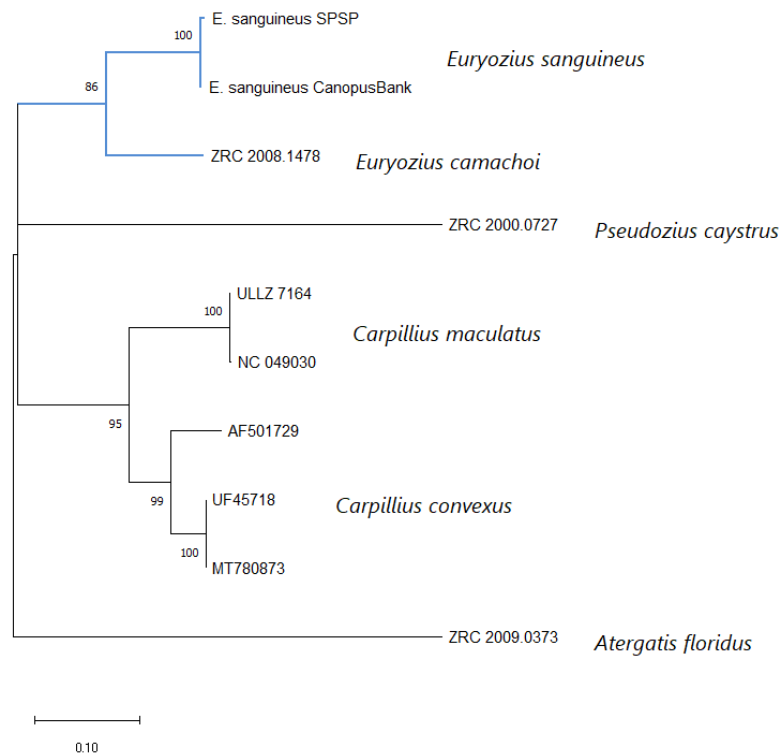 E. sanguineus SPSP
100
Euryozius sanguineus
E. sanguineus CanopusBank
86
ZRC 2008.1478
Euryozius camachoi
ZRC 2000.0727
Pseudozius caystrus
ULLZ 7164
100
Carpillius maculatus
NC 049030
95
AF501729
99
UF45718
Carpillius convexus
100
MT780873
ZRC 2009.0373
Atergatis floridus
0.10